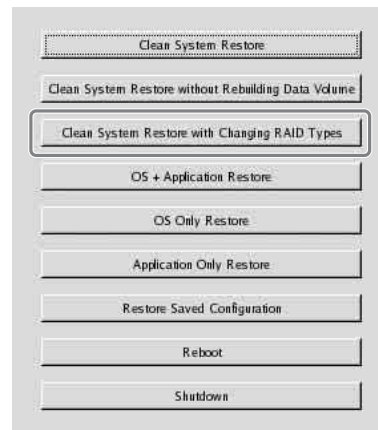 Clean System Restore
Clean System Restore without Rebuilding Data Volume
Clean System Restore with Changing RAID Types
OS + Application Restore
OS Only Restore
Application Only Restore
Restore Saved Configuration
Reboot
Shutdown